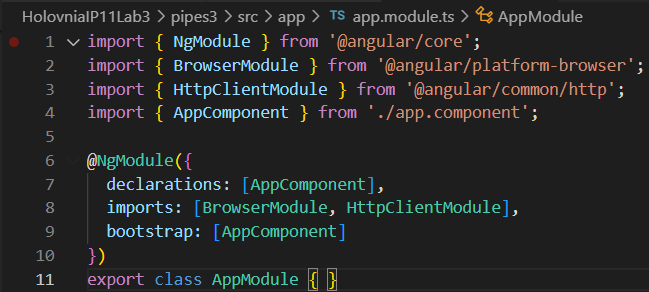 HolovniaIP11Lab3 > pipes3 > src > app > TS app.module.ts > AppModule
1 import { NgModule } from '@angular/core';
2 import { BrowserModule } from '@angular/platform-browser';
3 import { HttpClientModule } from '@angular/common/http';
4 import { AppComponent } from './app.component';
5
6 @NgModule({
7   declarations: [AppComponent],
8   imports: [BrowserModule, HttpClientModule],
9   bootstrap: [AppComponent]
10 })
11 export class AppModule { }